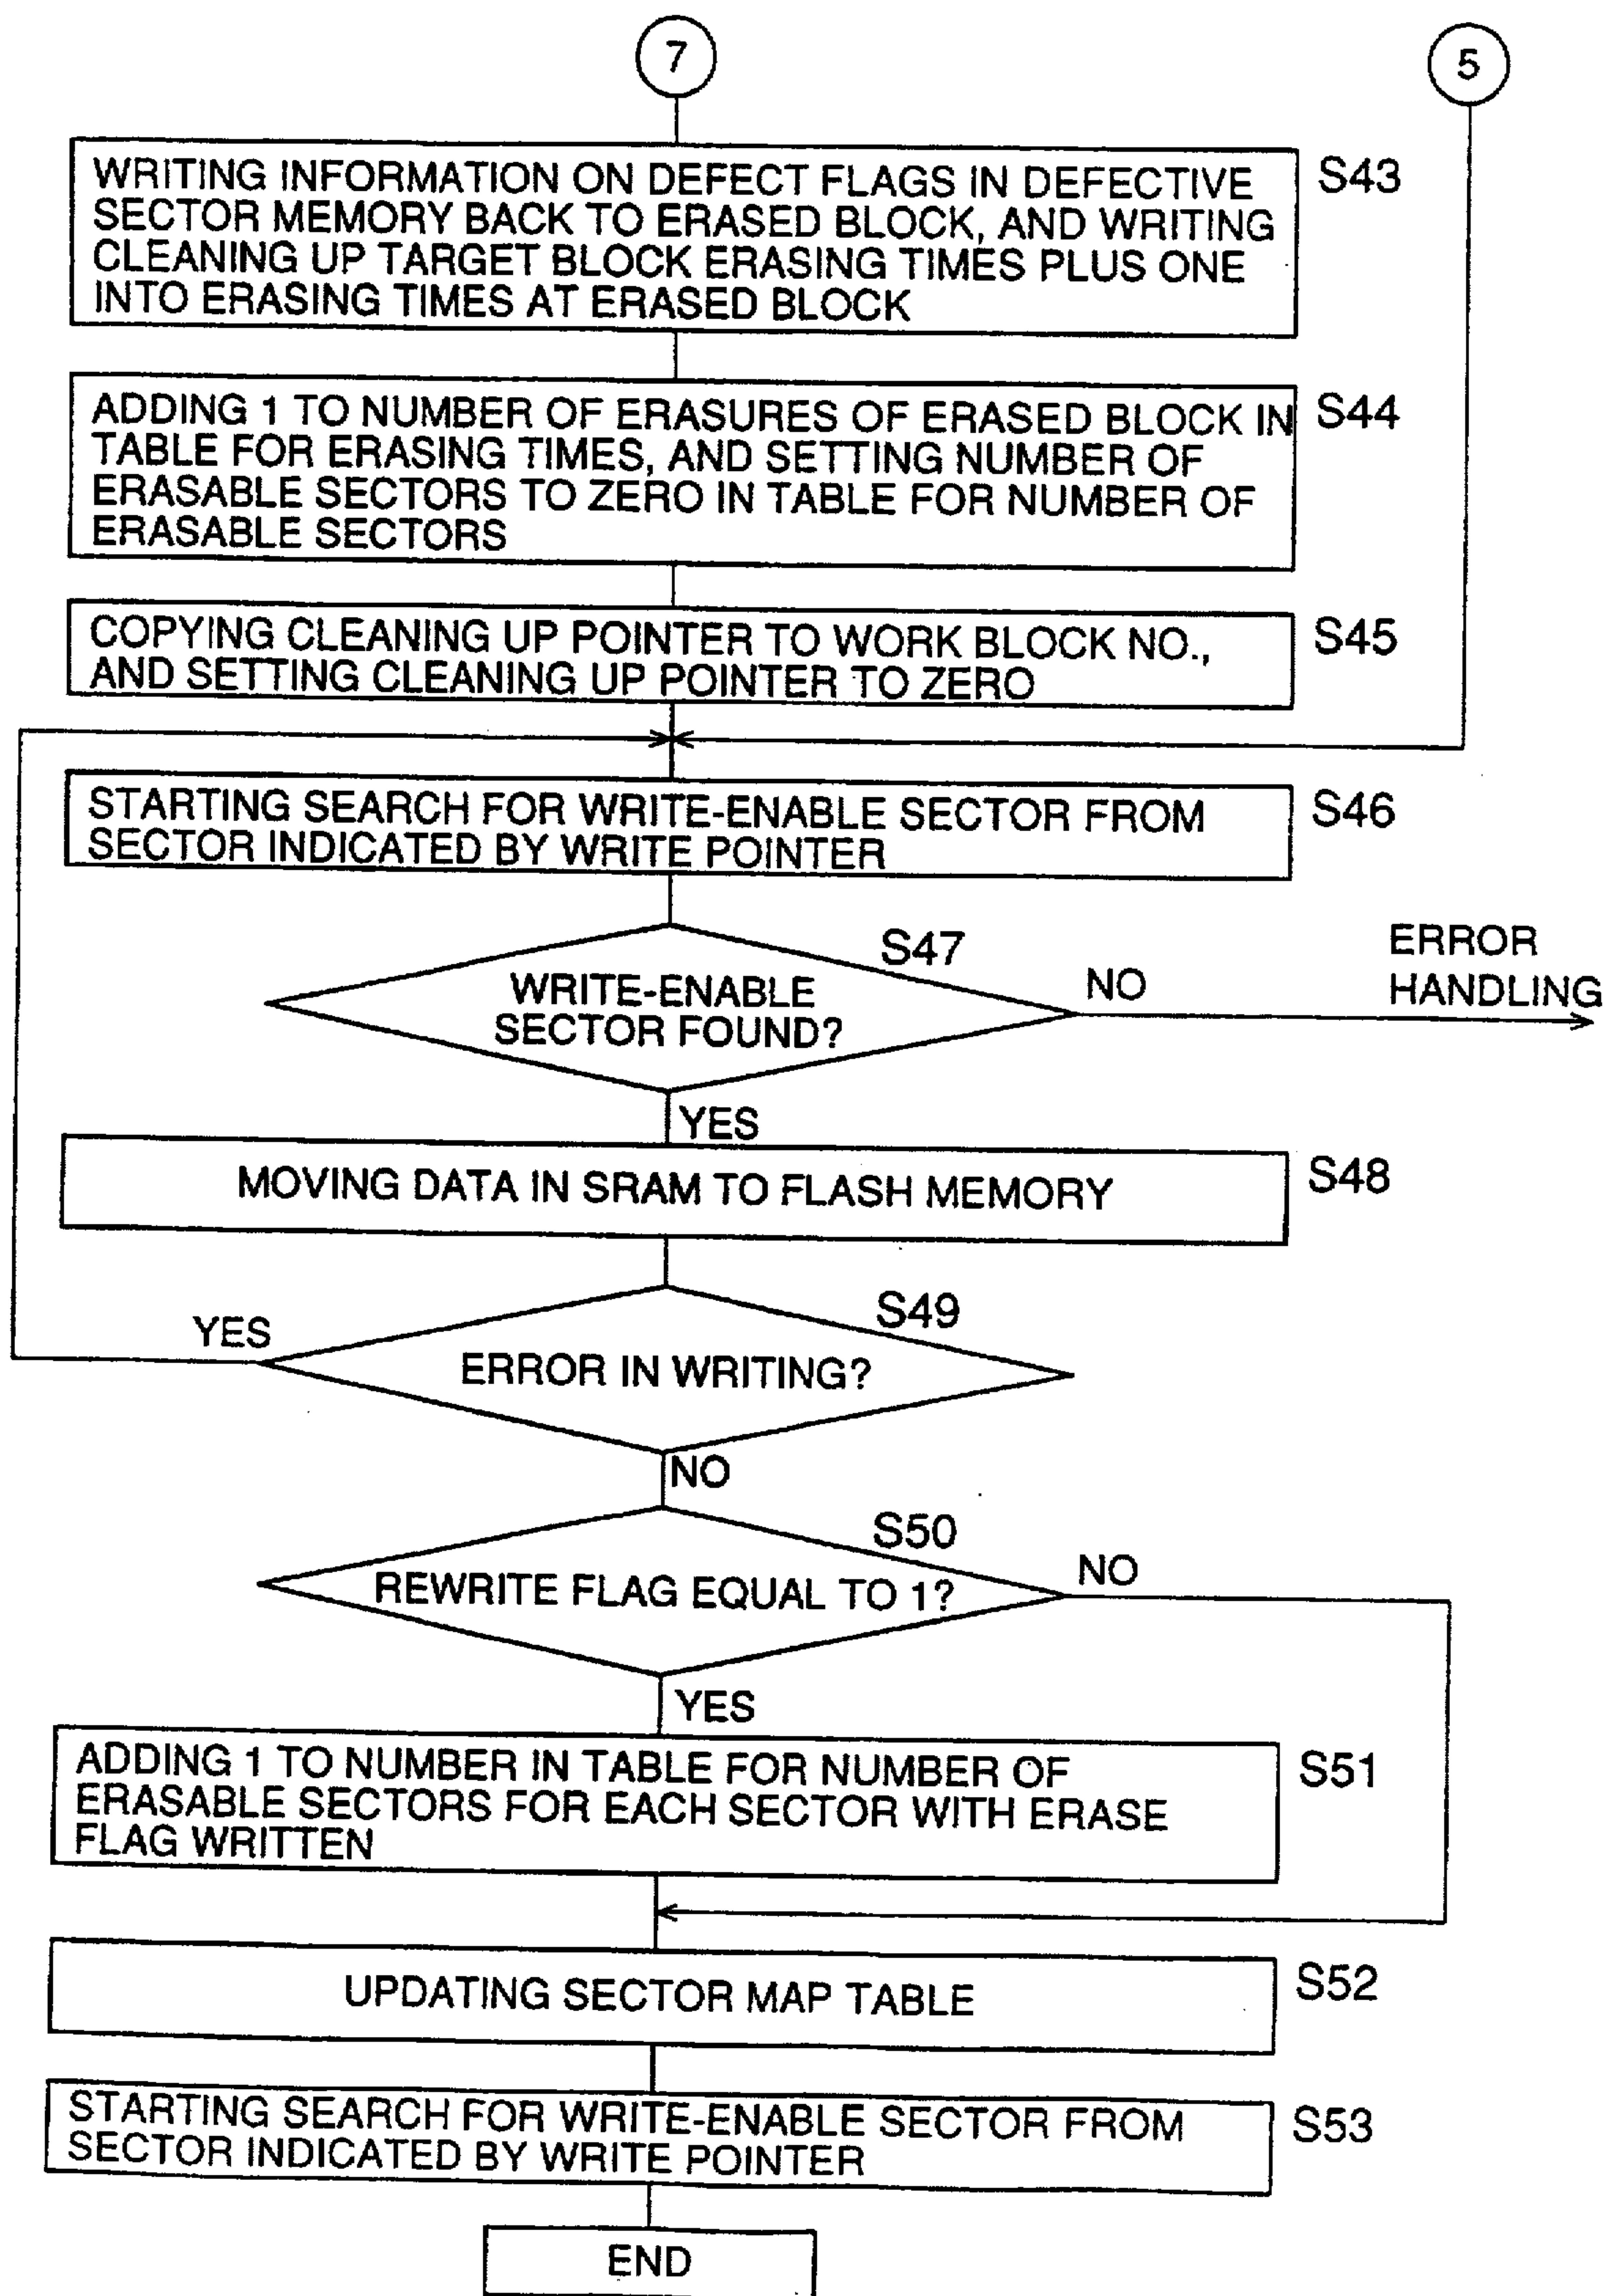 7
5
WRITING INFORMATION ON DEFECT FLAGS IN DEFECTIVE
SECTOR MEMORY BACK TO ERASED BLOCK, AND WRITING
CLEANING UP TARGET BLOCK ERASING TIMES PLUS ONE
INTO ERASING TIMES AT ERASED BLOCK
S43
ADDING 1 TO NUMBER OF ERASURES OF ERASED BLOCK IN
TABLE FOR ERASING TIMES, AND SETTING NUMBER OF
ERASABLE SECTORS TO ZERO IN TABLE FOR NUMBER OF
ERASABLE SECTORS
S44
COPYING CLEANING UP POINTER TO WORK BLOCK NO.,
AND SETTING CLEANING UP POINTER TO ZERO
S45
STARTING SEARCH FOR WRITE-ENABLE SECTOR FROM
SECTOR INDICATED BY WRITE POINTER
S46
S47
WRITE-ENABLE
SECTOR FOUND?
NO
ERROR
HANDLING
YES
MOVING DATA IN SRAM TO FLASH MEMORY
S48
S49
YES
ERROR IN WRITING?
NO
S50
REWRITE FLAG EQUAL TO 1?
NO
YES
ADDING 1 TO NUMBER IN TABLE FOR NUMBER OF
ERASABLE SECTORS FOR EACH SECTOR WITH ERASE
FLAG WRITTEN
S51
UPDATING SECTOR MAP TABLE
S52
STARTING SEARCH FOR WRITE-ENABLE SECTOR FROM
SECTOR INDICATED BY WRITE POINTER
S53
END